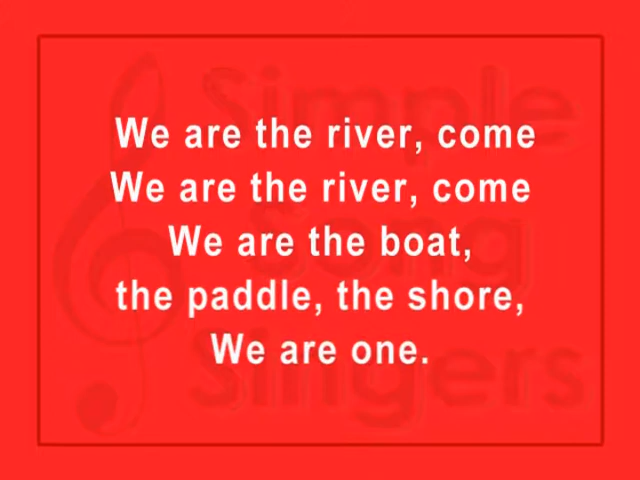 Simple
Song
Singers
We are the river, come
We are the river, come
We are the boat,
the paddle, the shore,
We are one.